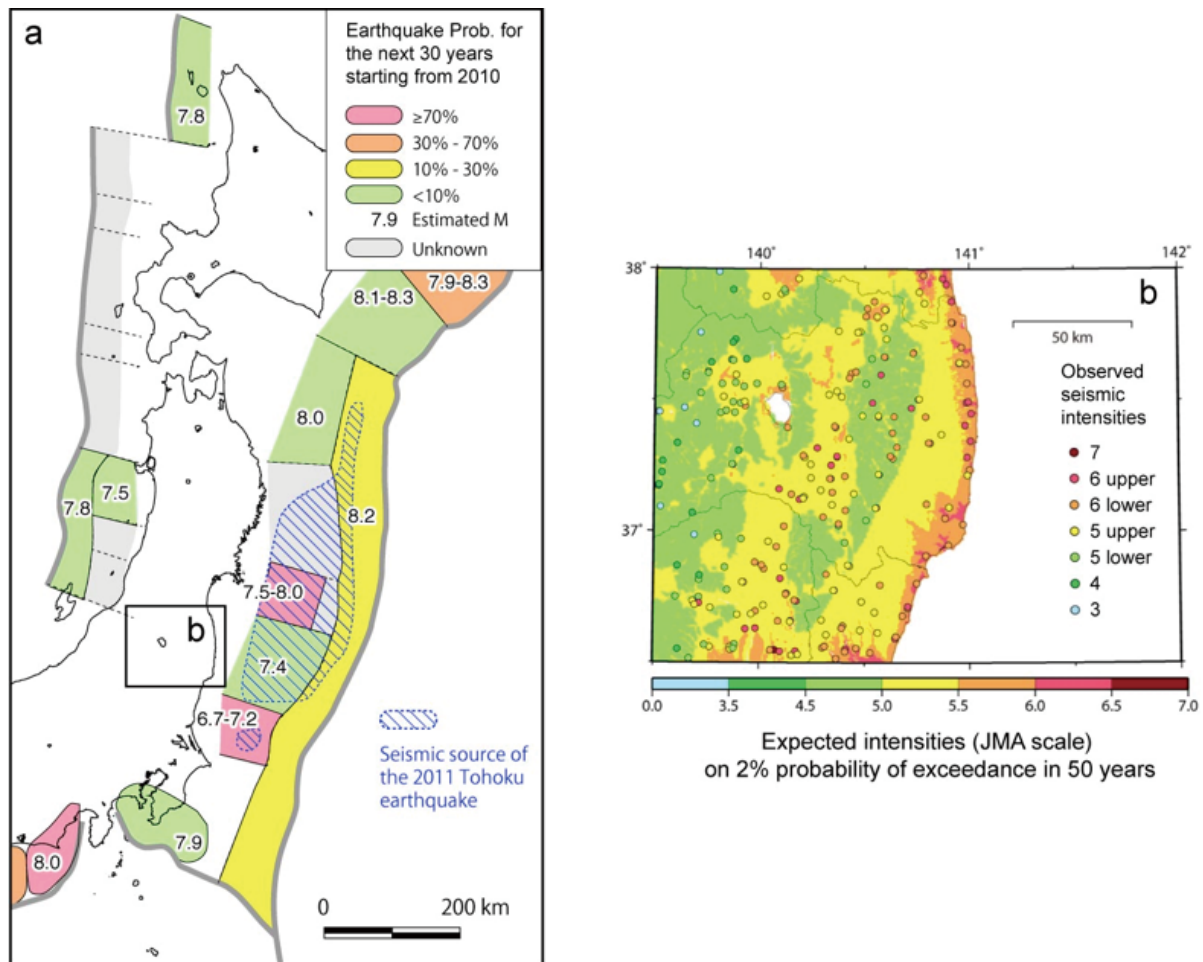 a
Earthquake Prob. for
the next 30 years
starting from 2010
≥70%
30% - 70%
10% - 30%
<10%
7.9 Estimated M
Unknown
7.8
7.9-8.3
8.1-8.3
8.0
7.5
7.8
8.2
7.5-8.0
b
7.4
6.7-7.2
Seismic source of
the 2011 Tohoku
earthquake
7.9
8.0
0 200 km
140° 141° 142°
38°
b
50 km
Observed
seismic
intensities
7
6 upper
6 lower
37°
5 upper
5 lower
4
3
0.0 3.5 4.5 5.0 5.5 6.0 6.5 7.0
Expected intensities (JMA scale)
on 2% probability of exceedance in 50 years